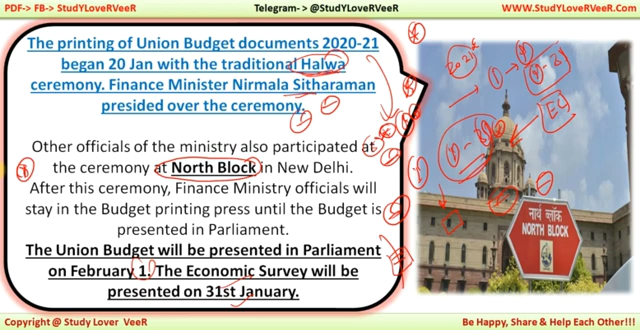 PDF-> FB-> StudyLoverVeeR
Telegram-> @StudYLoverVeeR
WWW.StudYLoverVeeR.Com
The printing of Union Budget documents 2020-21
began 20 Jan with the traditional Halwa
ceremony. Finance Minister Nirmala Sitharaman
presided over the ceremony.
Other officials of the ministry also participated at
the ceremony at North Block in New Delhi.
After this ceremony, Finance Ministry officials will
stay in the Budget printing press until the Budget is
presented in Parliament.
The Union Budget will be presented in Parliament
on February 1. The Economic Survey will be
presented on 31st January.
नार्थ ब्लॉक
NORTH BLOCK
Copyright @ Study Lover VeeR
Be Happy, Share & Help Each Other!!!